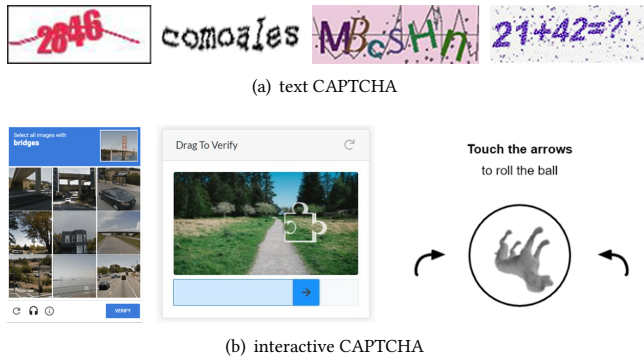 2846
comoales
MBcSHn
21+42=?
(a) text CAPTCHA
Select all images with
bridges
VERIFY
Drag To Verify
Touch the arrows
to roll the ball
(b) interactive CAPTCHA